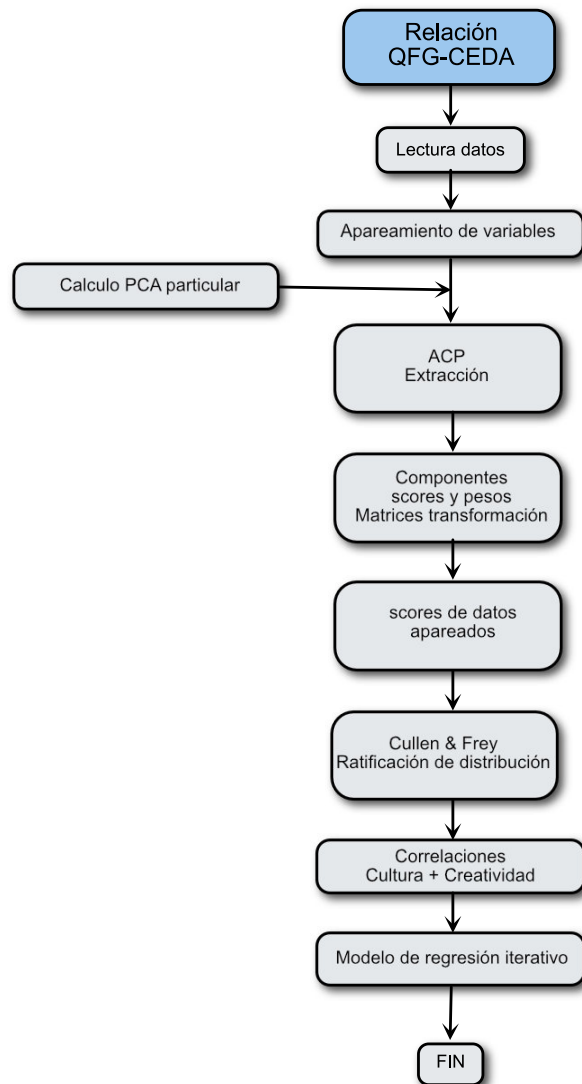 Relación
QFG-CEDA
Lectura datos
Apareamiento de variables
Calculo PCA particular
ACP
Extracción
Componentes
scores y pesos
Matrices transformación
scores de datos
apareados
Cullen & Frey
Ratificación de distribución
Correlaciones
Cultura + Creatividad
Modelo de regresión iterativo
FIN